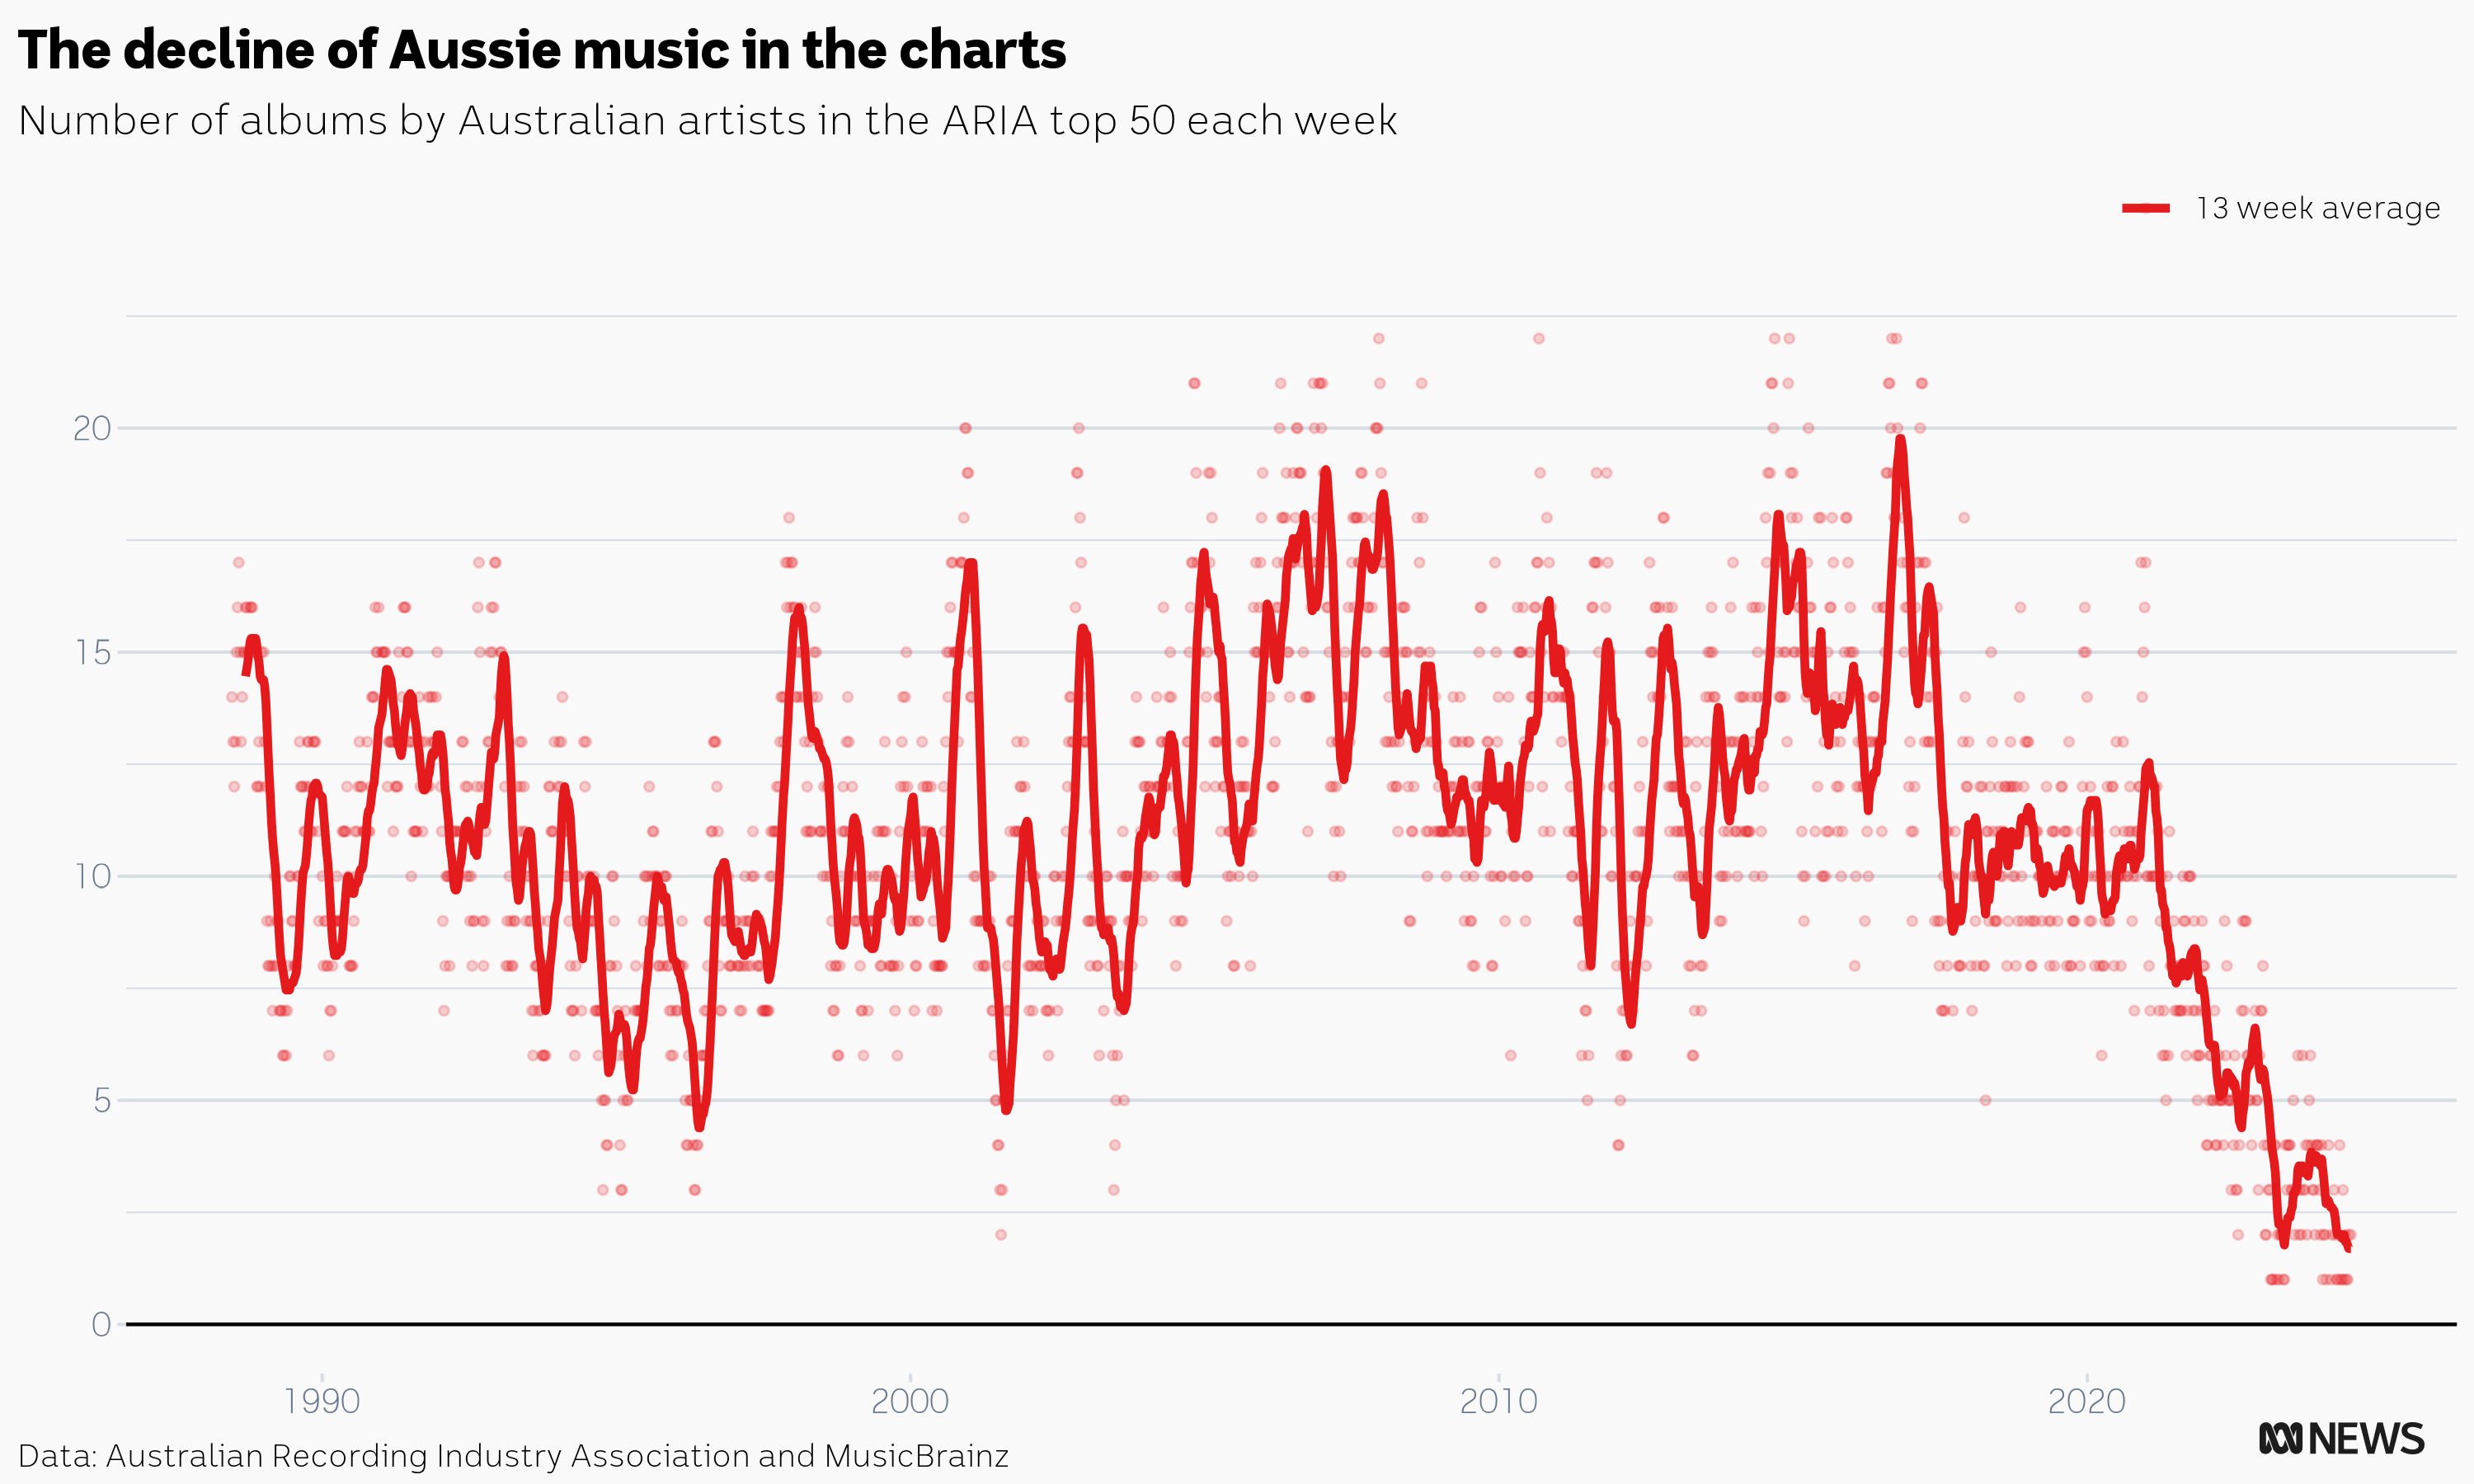 The decline of Aussie music in the charts
Number of albums by Australian artists in the ARIA top 50 each week
13 week average
20
15
10
5
0
1990 2000 2010 2020
Data: Australian Recording Industry Association and MusicBrainz
NEWS